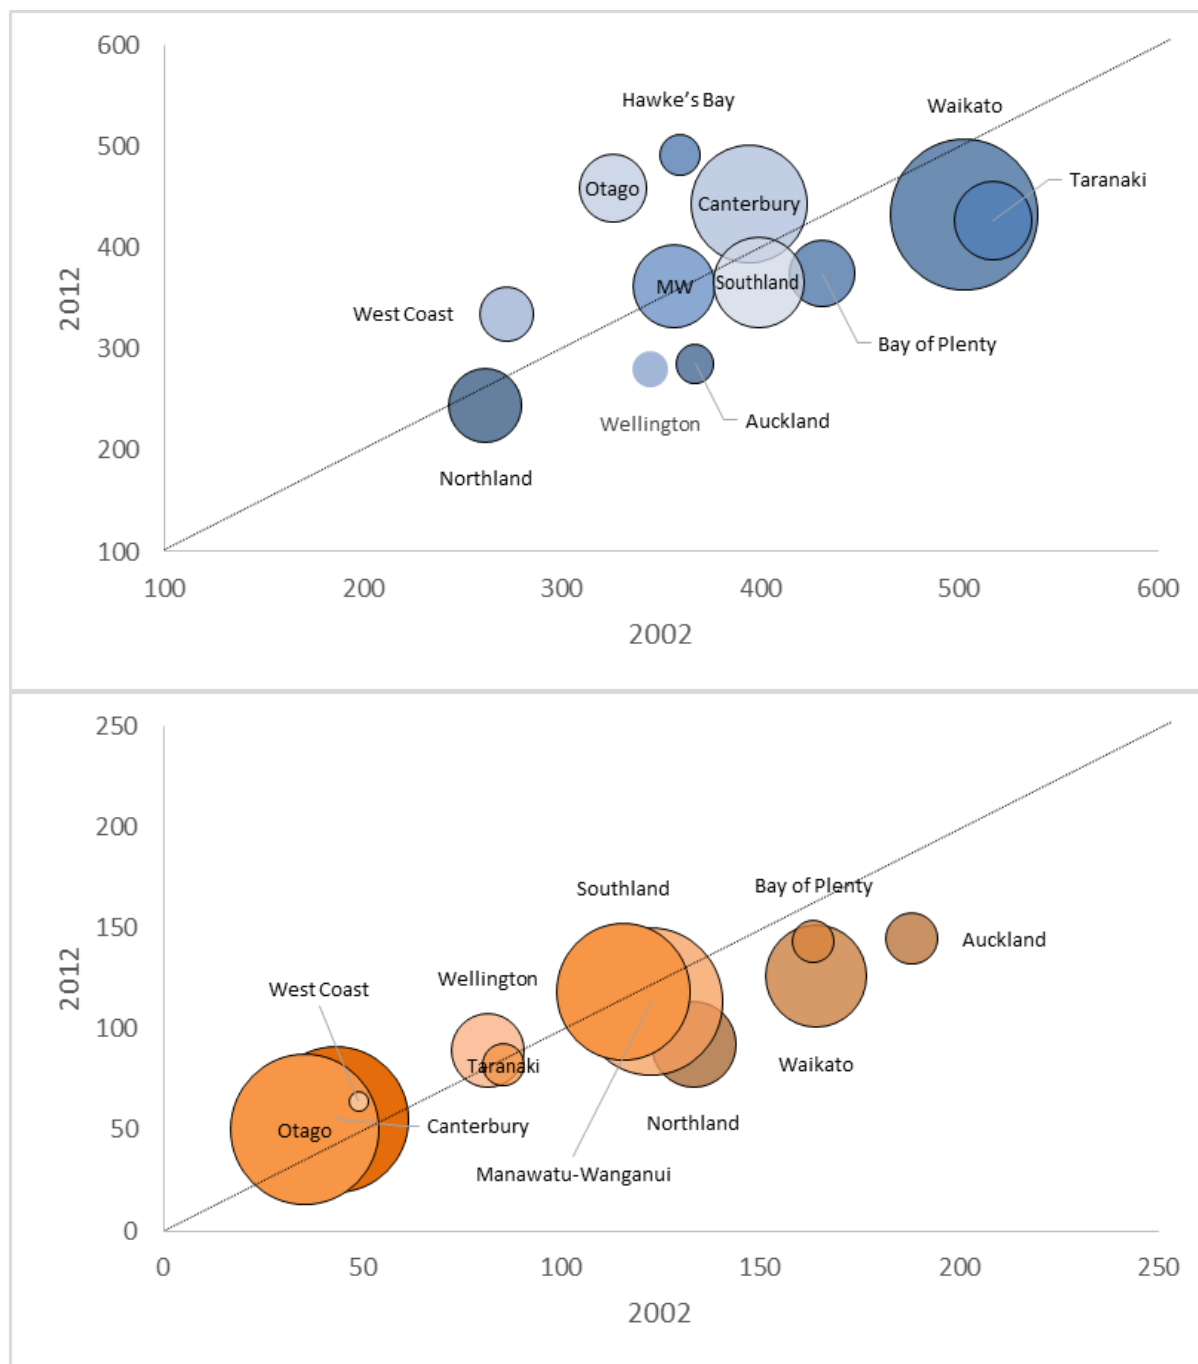 600
Hawke's Bay
Waikato
500
Otago
Canterbury
Taranaki
400
2012
MW
Southland
West Coast
300
Bay of Plenty
Wellington
Auckland
200
Northland
100
100 200 300 400 500 600
2002
250
200
Southland
Bay of Plenty
150
Auckland
Wellington
West Coast
2012
100
Taranaki
Waikato
Northland
50
Otago
Canterbury
Manawatu-Wanganui
0
0 50 100 150 200 250
2002